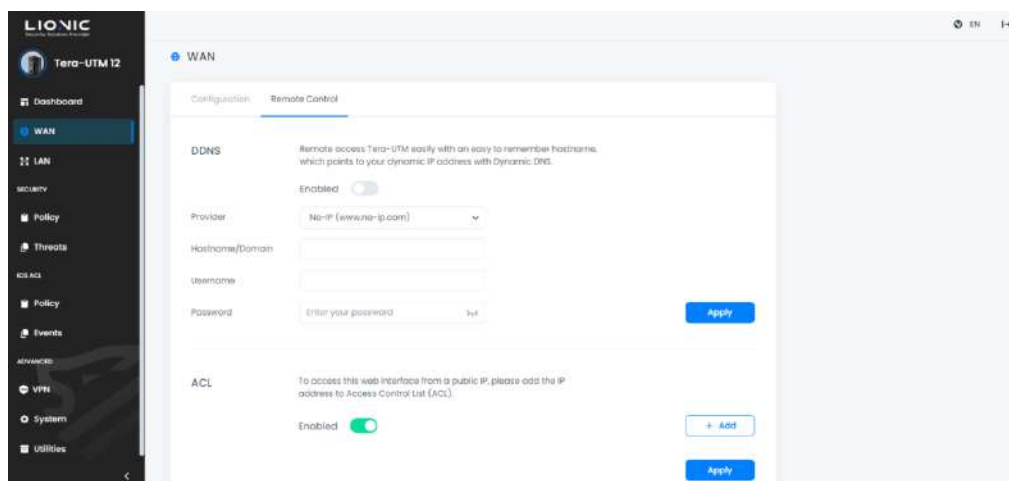 LIONIC
Security Solution Provider
EN
Tera-UTM 12
WAN
Dashboard
Configuration
Remote Control
WAN
LAN
DDNS
Remote access Tera-UTM easily with an easy to remember hostname,
which points to your dynamic IP address with Dynamic DNS.
SECURITY
Enabled
Policy
Provider
No-IP (www.no-ip.com)
Threats
Hostname/Domain
ICS ACL
Username
Policy
Password
Enter your password
Apply
Events
ADVANCED
ACL
To access this web interface from a public IP, please add the IP
address to Access Control List (ACL).
VPN
System
Enabled
+ Add
Utilities
Apply